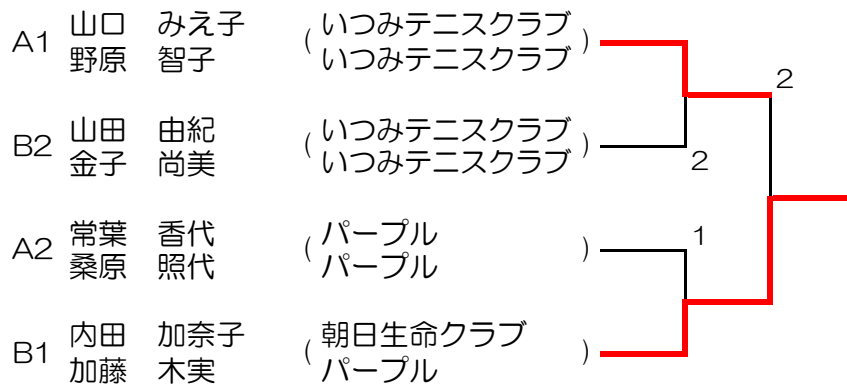 A1 山口 みえ子 ( いつみテニスクラブ )
野原 智子 いつみテニスクラブ
2
B2 山田 由紀 ( いつみテニスクラブ )
金子 尚美 いつみテニスクラブ
2
A2 常葉 香代 ( パープル )
桑原 照代 パープル
1
B1 内田 加奈子 ( 朝日生命クラブ )
加藤 木実 パープル